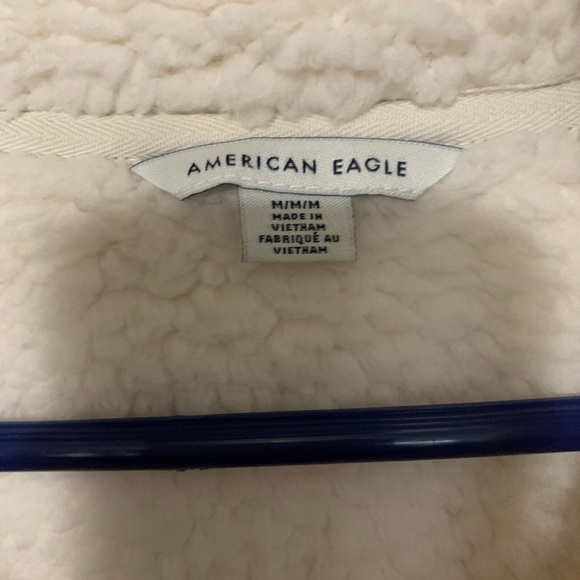 AMERICAN EAGLE
M/M/M
MADE IN
VIETNAM
FABRIQUÉ AU
VIETNAM